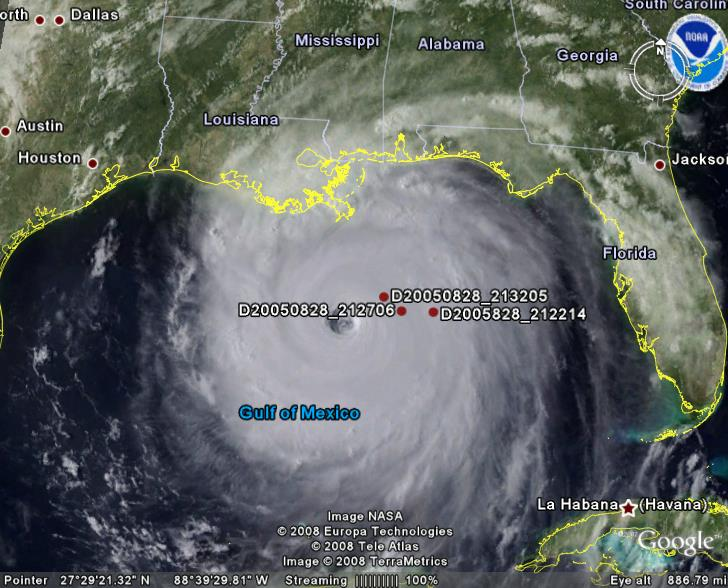 South Carolin
orth
Dallas
NOAA
Mississippi
Alabama
Georgia
N
Louisiana
Austin
Houston
Jackso
Florida
D20050828_213205
D20050828_212706
D2005828_212214
Gulf of Mexico
La Habana (Havana)
Image NASA
© 2008 Europa Technologies
© 2008 Tele Atlas
Image © 2008 TerraMetrics
Google
Pointer 27°29'21.32" N 88°39'29.81" W Streaming |||||||||| 100% Eye alt 886.79 mi